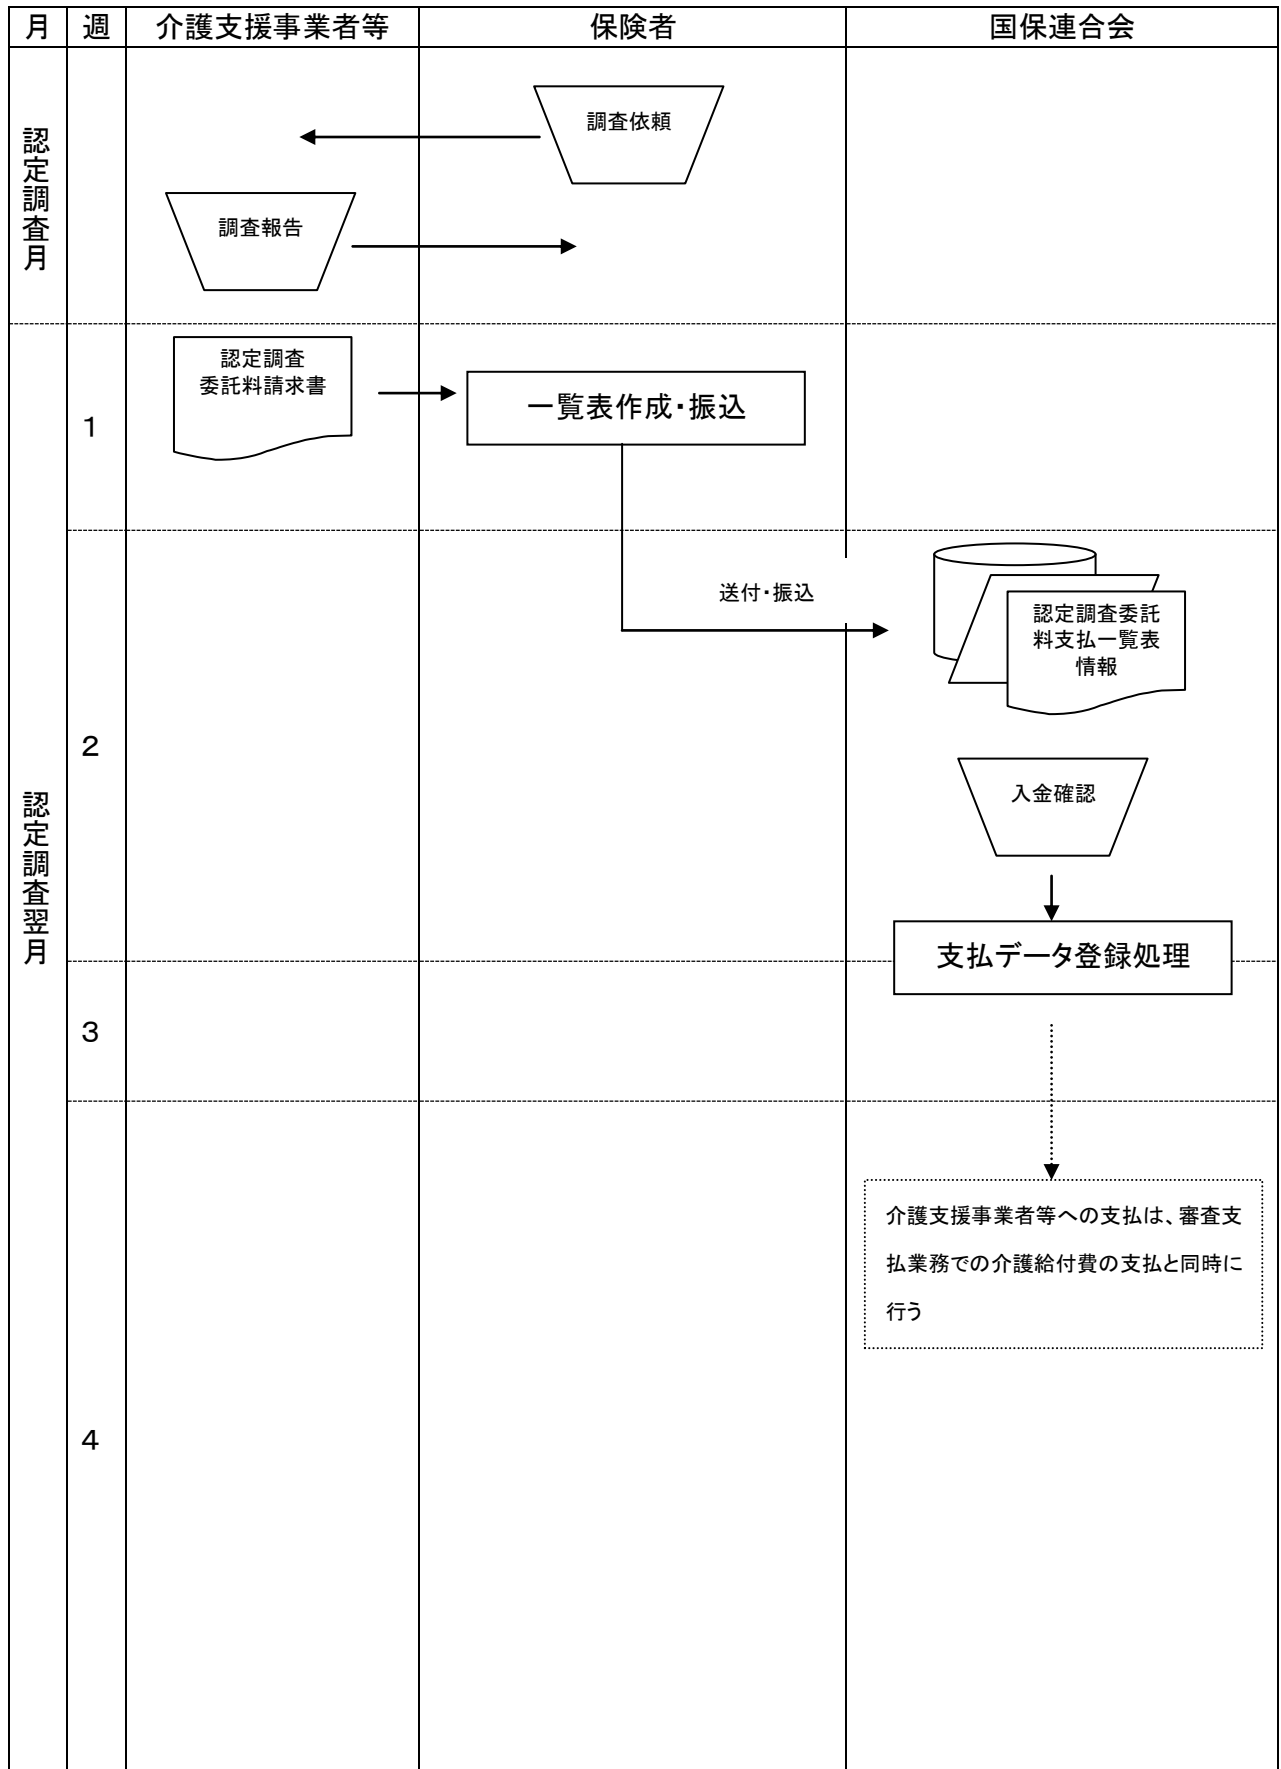 月 週 介護支援事業者等 保険者 国保連合会
認定調査月
調査依頼
調査報告
認定調査翌月
1
認定調査
委託料請求書
一覧表作成・振込
2
送付・振込
認定調査委託
料支払一覧表
情報
入金確認
支払データ登録処理
3
4
介護支援事業者等への支払は、審査支
払業務での介護給付費の支払と同時に
行う